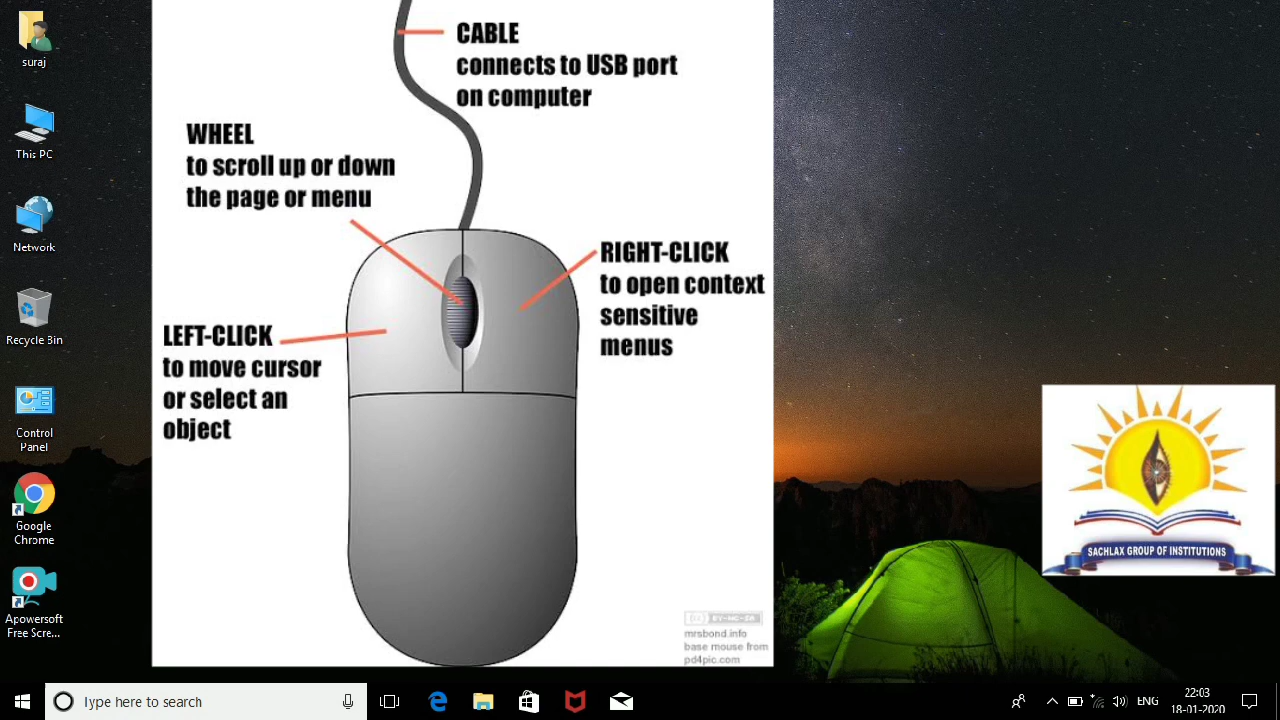 suraj
This PC
Network
Recycle Bin
Control
Panel
Google
Chrome
CABLE
connects to USB port
on computer
WHEEL
to scroll up or down
the page or menu
RIGHT-CLICK
to open context
sensitive
menus
LEFT-CLICK
to move cursor
or select an
object
BY-NC-SA
mrsbond.info
base mouse from
pd4pic.com
SACHLAX GROUP OF INSTITUTIONS
Type here to search
ENG
22:03
18-01-2020